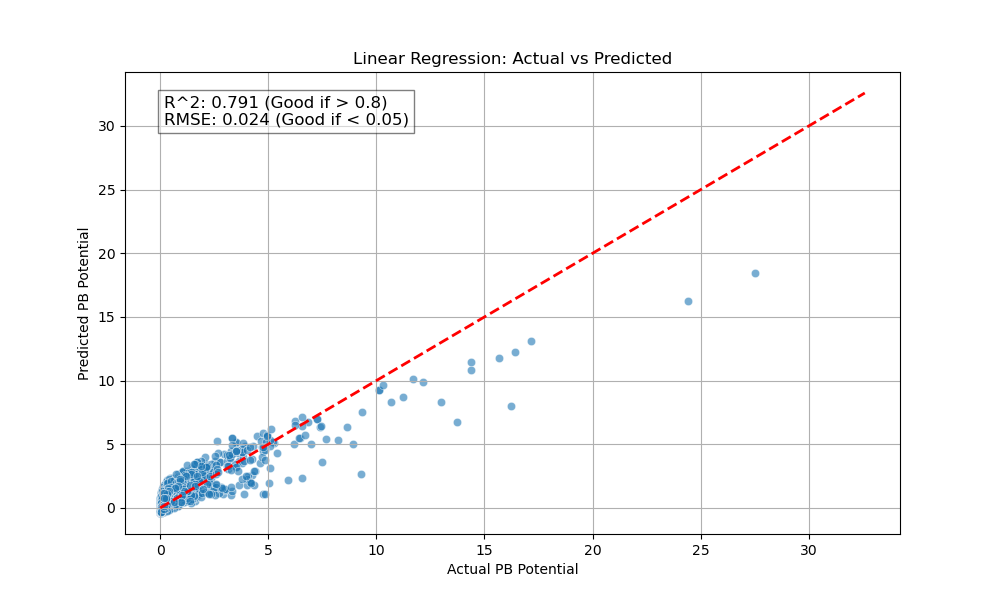 Linear Regression: Actual vs Predicted
R^2: 0.791 (Good if > 0.8)
RMSE: 0.024 (Good if < 0.05)
Predicted PB Potential
30
25
20
15
10
5
0
0 5 10 15 20 25 30
Actual PB Potential